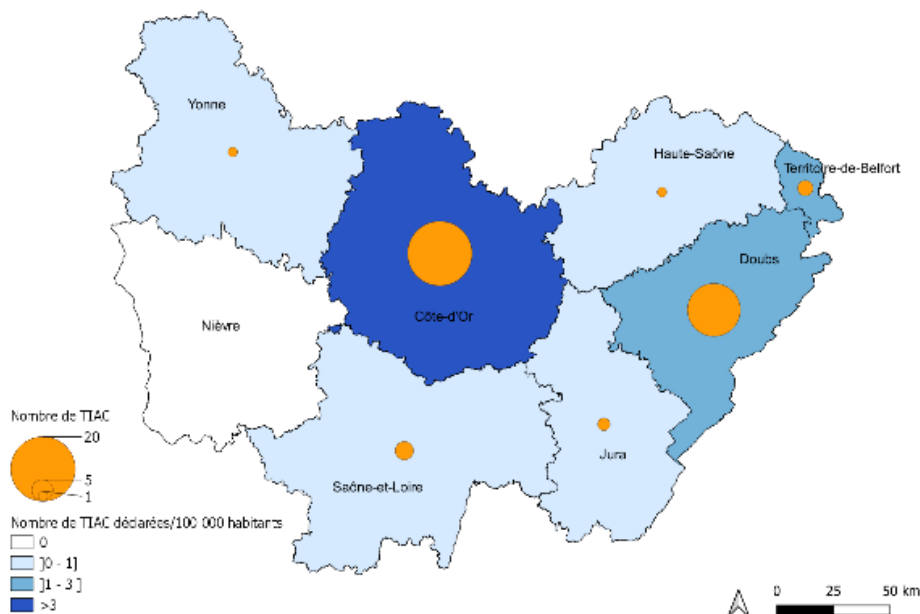 Yonne
Haute-Saône
Territoire-de-Belfort
Doubs
Côte-d'Or
Nièvre
Saône-et-Loire
Jura
Nombre de TIAC
20
5
1
Nombre de TIAC déclarées/100 000 habitants
0
]0 - 1]
]1 - 3 ]
>3
0 25 50 km